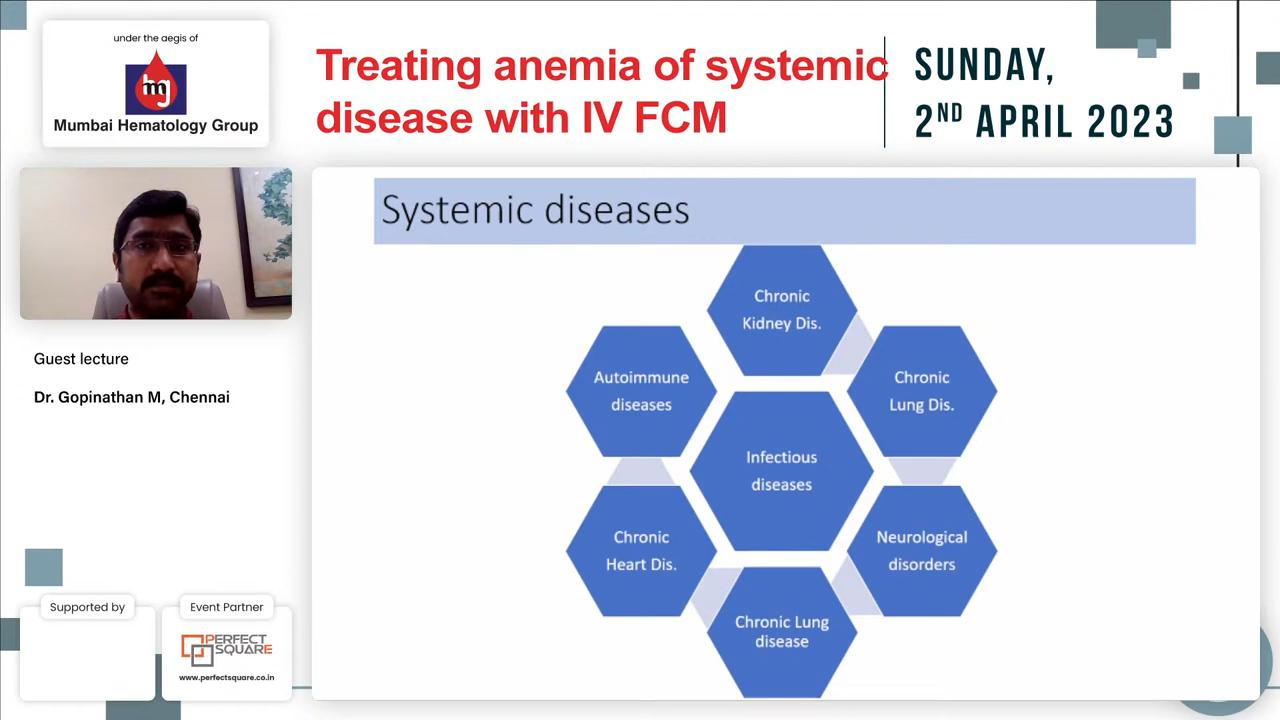 under the aegis of
hmj
Mumbai Hematology Group
Treating anemia of systemic
disease with IV FCM
SUNDAY,
2ND APRIL 2023
Guest lecture
Dr. Gopinathan M, Chennai
Systemic diseases
Chronic
Kidney Dis.
Autoimmune
diseases
Chronic
Lung Dis.
Infectious
diseases
Chronic
Heart Dis.
Neurological
disorders
Chronic Lung
disease
Supported by
Event Partner
PERFECT
SQUARE
www.perfectsquare.co.in